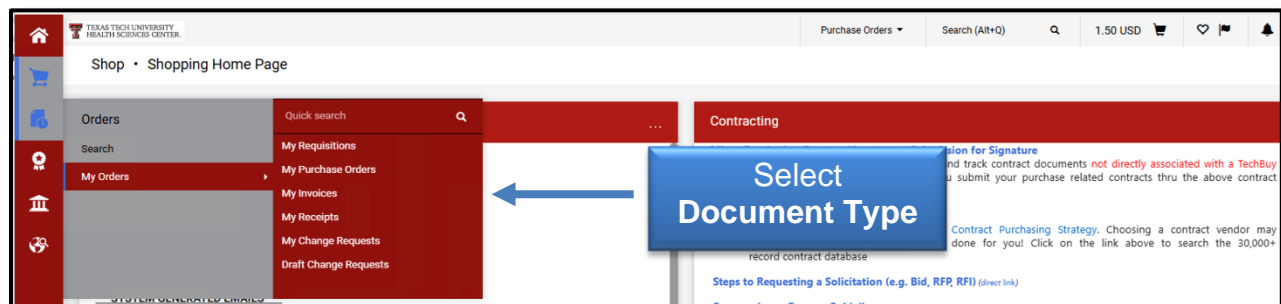 TEXAS TECH UNIVERSITY
HEALTH SCIENCES CENTER.
Purchase Orders
Search (Alt+Q)
1.50 USD
Shop • Shopping Home Page
Orders
Search
My Orders
Quick search
My Requisitions
My Purchase Orders
My Invoices
My Receipts
My Change Requests
Draft Change Requests
...
Contracting
Select
Document Type
sion for Signature
nd track contract documents not directly associated with a TechBuy
u submit your purchase related contracts thru the above contract
Contract Purchasing Strategy. Choosing a contract vendor may
done for you! Click on the link above to search the 30,000+
record contract database
Steps to Requesting a Solicitation (e.g. Bid, RFP, RFI) (direct link)
SYSTEM GENERATED EMAILS